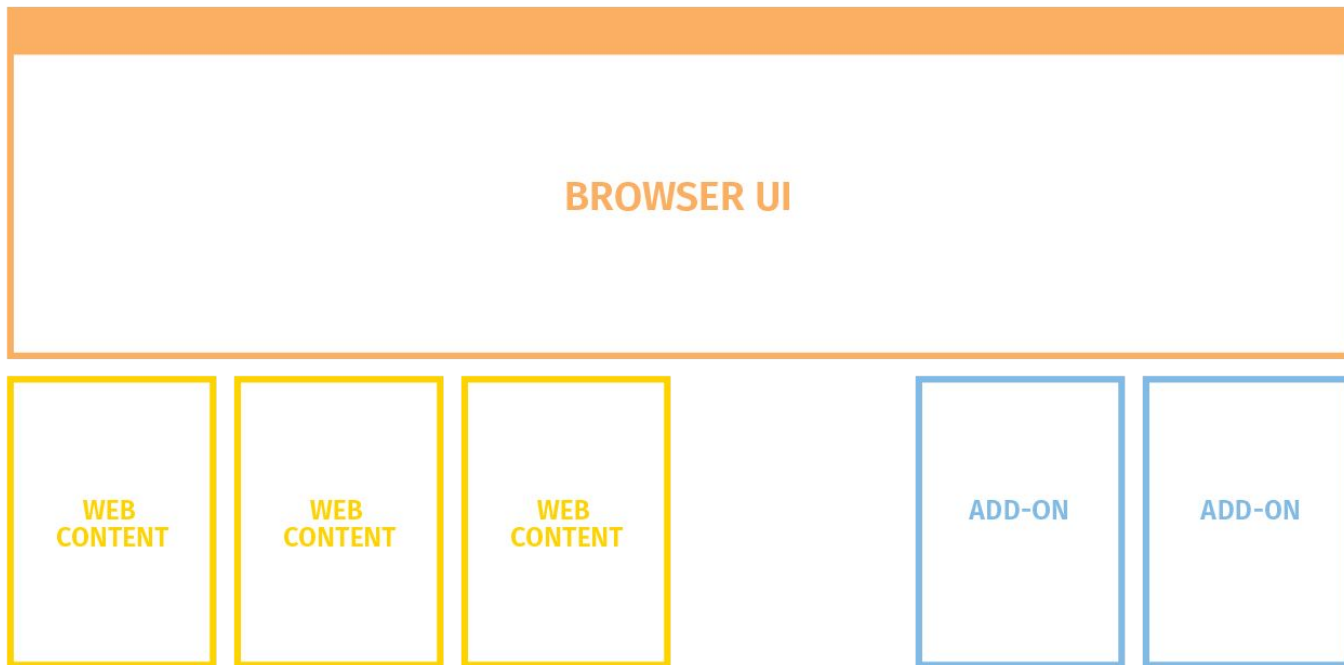 BROWSER UI
WEB
CONTENT
WEB
CONTENT
WEB
CONTENT
ADD-ON
ADD-ON